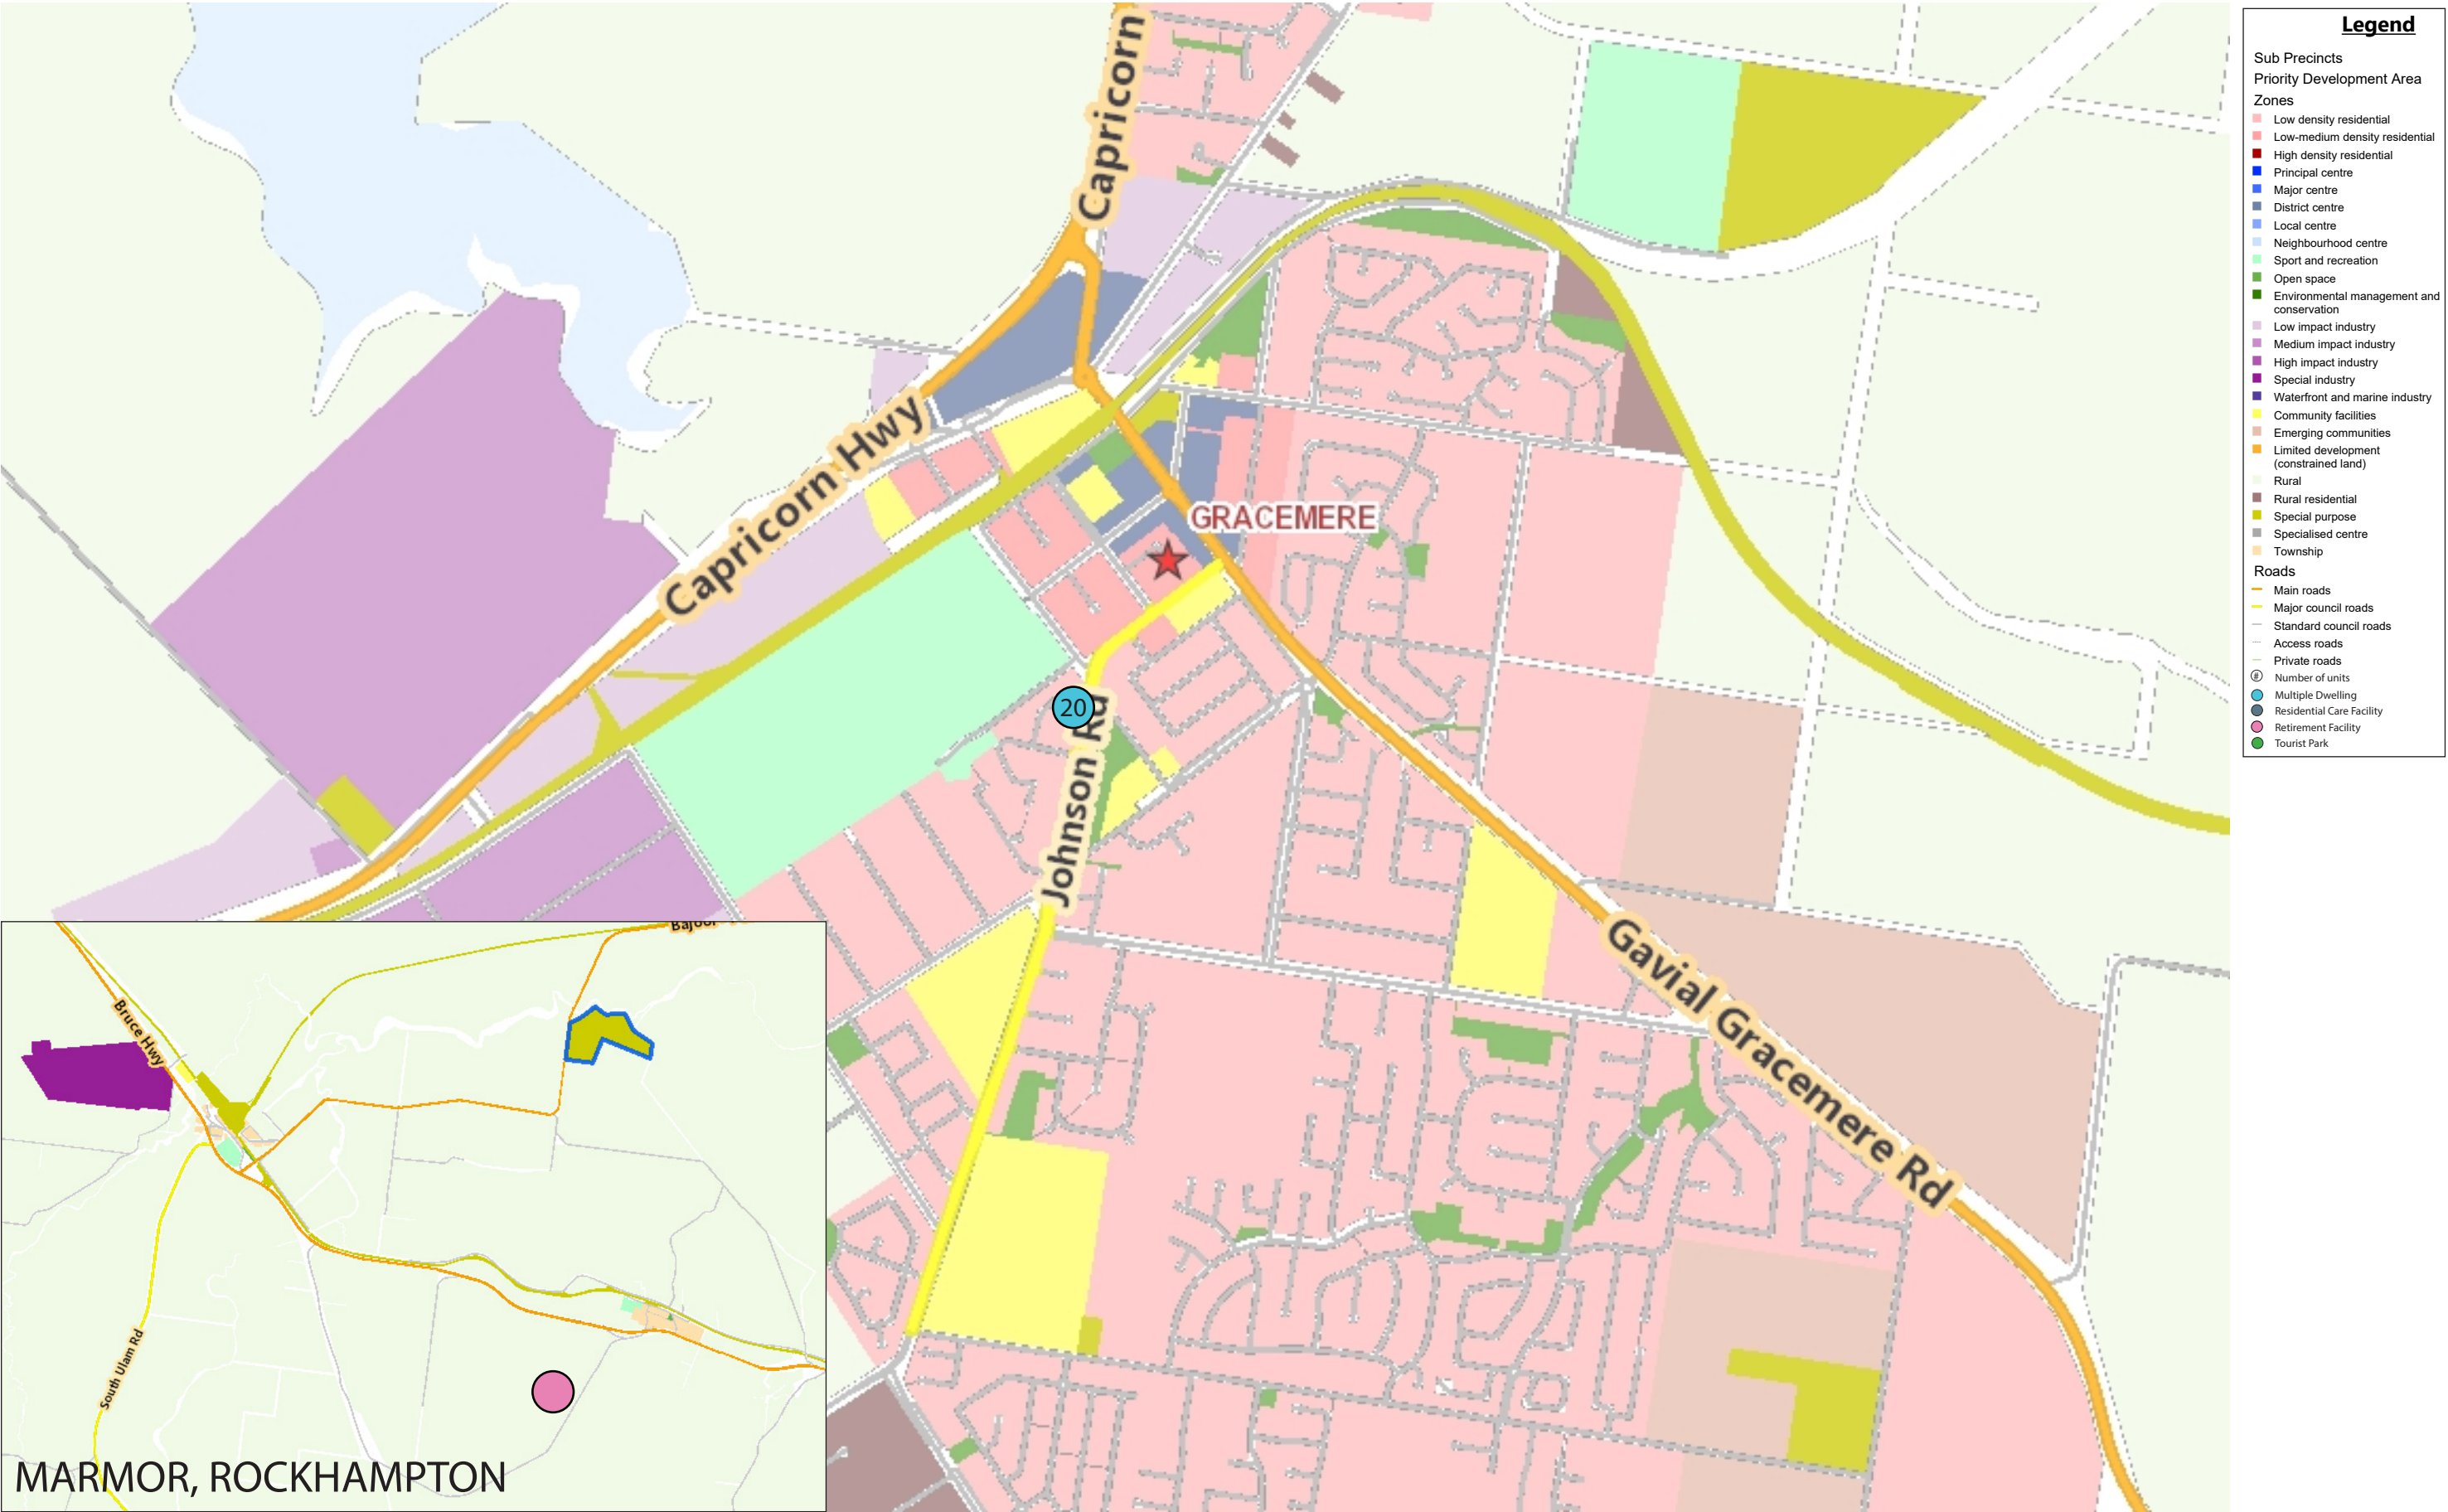 Capricorn
Capricorn Hwy
GRACEMERE
20
Johnson Rd
Gavial Gracemere Rd
Bruce Hwy
South Ulam Rd
MARMOR, ROCKHAMPTON
Legend
Sub Precincts
Priority Development Area
Zones
Low density residential
Low-medium density residential
High density residential
Principal centre
Major centre
District centre
Local centre
Neighbourhood centre
Sport and recreation
Open space
Environmental management and
conservation
Low impact industry
Medium impact industry
High impact industry
Special industry
Waterfront and marine industry
Community facilities
Emerging communities
Limited development
(constrained land)
Rural
Rural residential
Special purpose
Specialised centre
Township
Roads
Main roads
Major council roads
Standard council roads
Access roads
Private roads
# Number of units
Multiple Dwelling
Residential Care Facility
Retirement Facility
Tourist Park